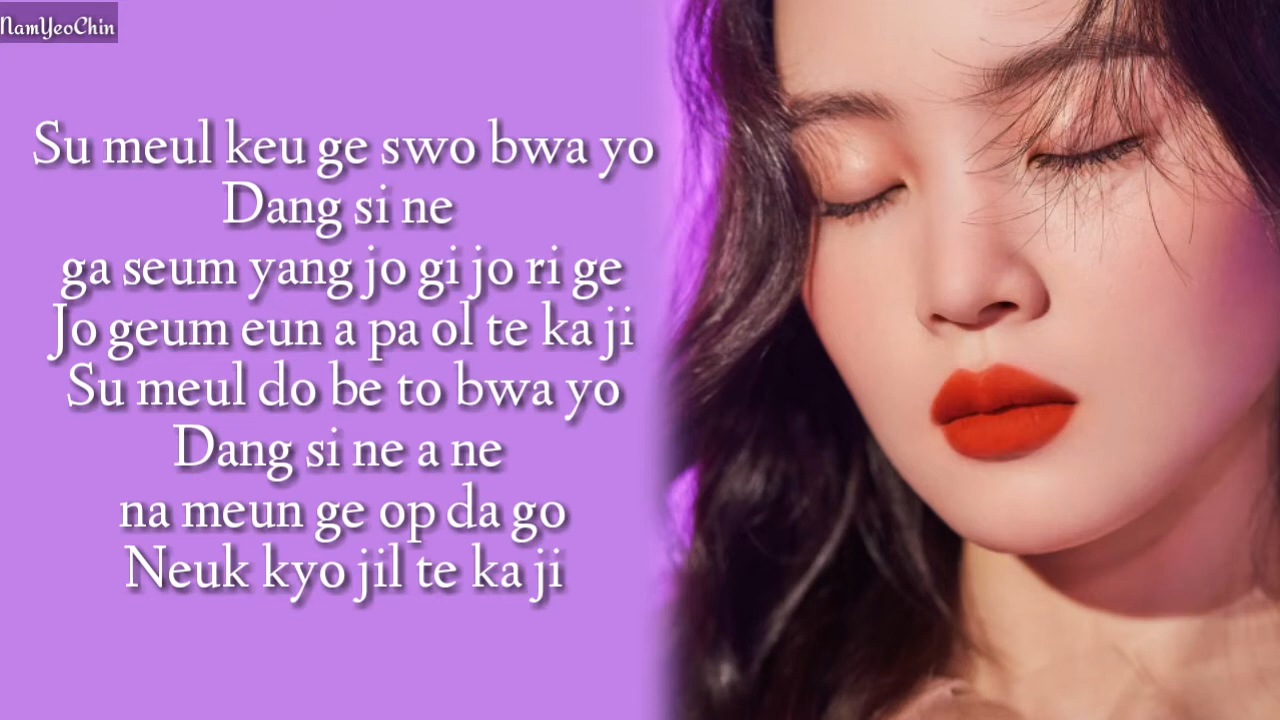 NamYeoChin
Su meul keu ge swo bwa yo
Dang si ne
ga seum yang jo gi jo ri ge
Jo geum eun a pa ol te ka ji
Su meul do be to bwa yo
Dang si ne a ne
na meun ge op da go
Neuk kyo jil te ka ji